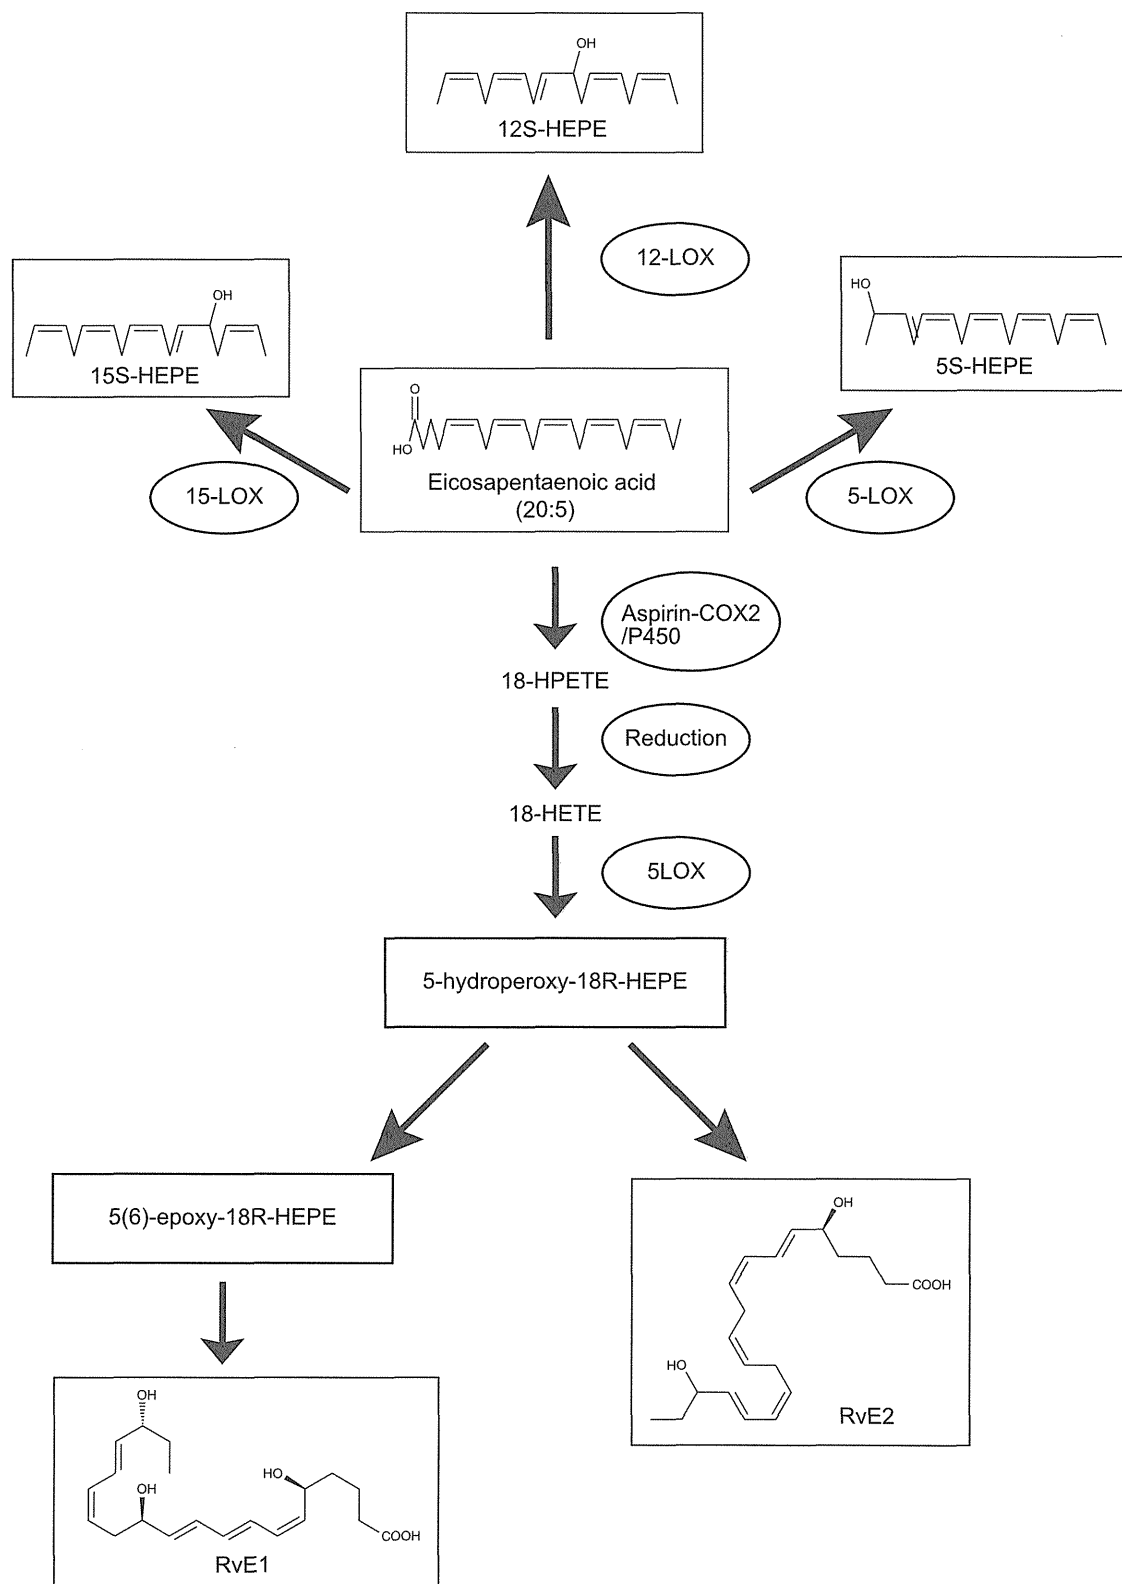 OH
12S-HEPE
12-LOX
OH
15S-HEPE
HO
5S-HEPE
O
HO
Eicosapentaenoic acid
(20:5)
15-LOX
5-LOX
Aspirin-COX2
/P450
18-HPETE
Reduction
18-HETE
5LOX
5-hydroperoxy-18R-HEPE
5(6)-epoxy-18R-HEPE
OH
COOH
HO
RvE2
OH
OH
HO
COOH
RvE1